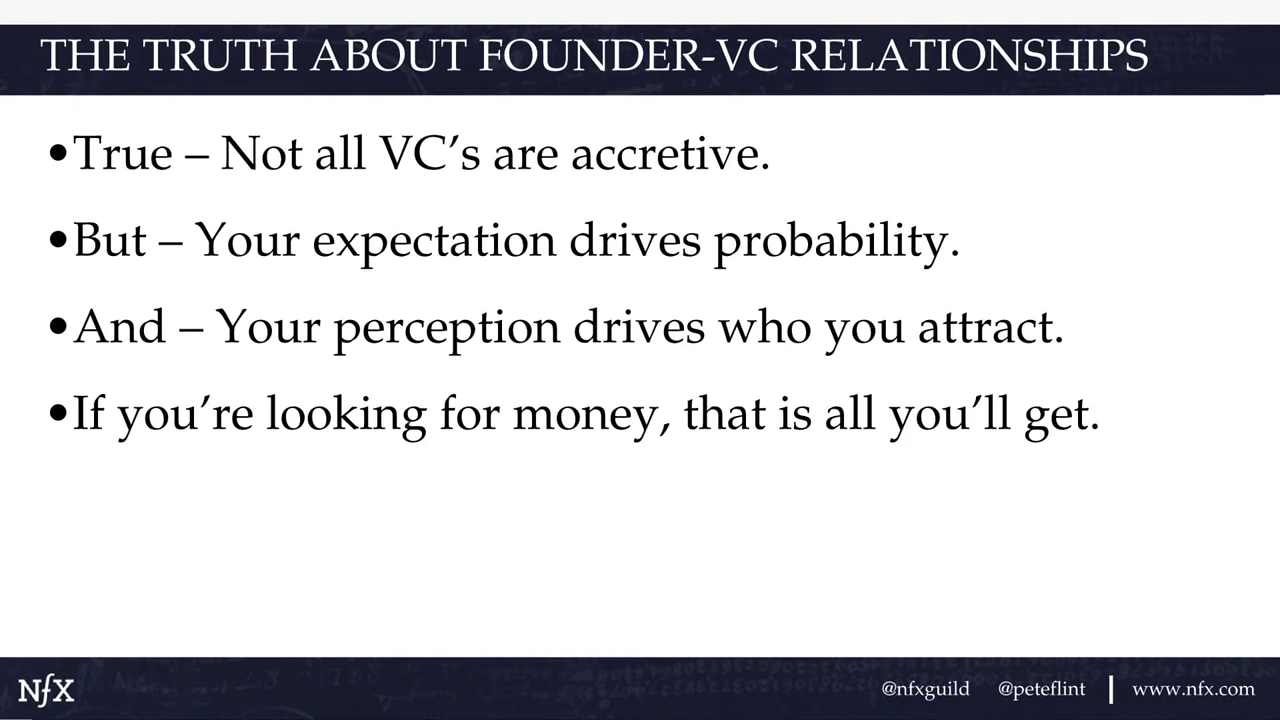 THE TRUTH ABOUT FOUNDER-VC RELATIONSHIPS
•True – Not all VC’s are accretive.
•But – Your expectation drives probability.
•And – Your perception drives who you attract.
•If you’re looking for money, that is all you’ll get.
NfX @nfxguild @peteflint | www.nfx.com